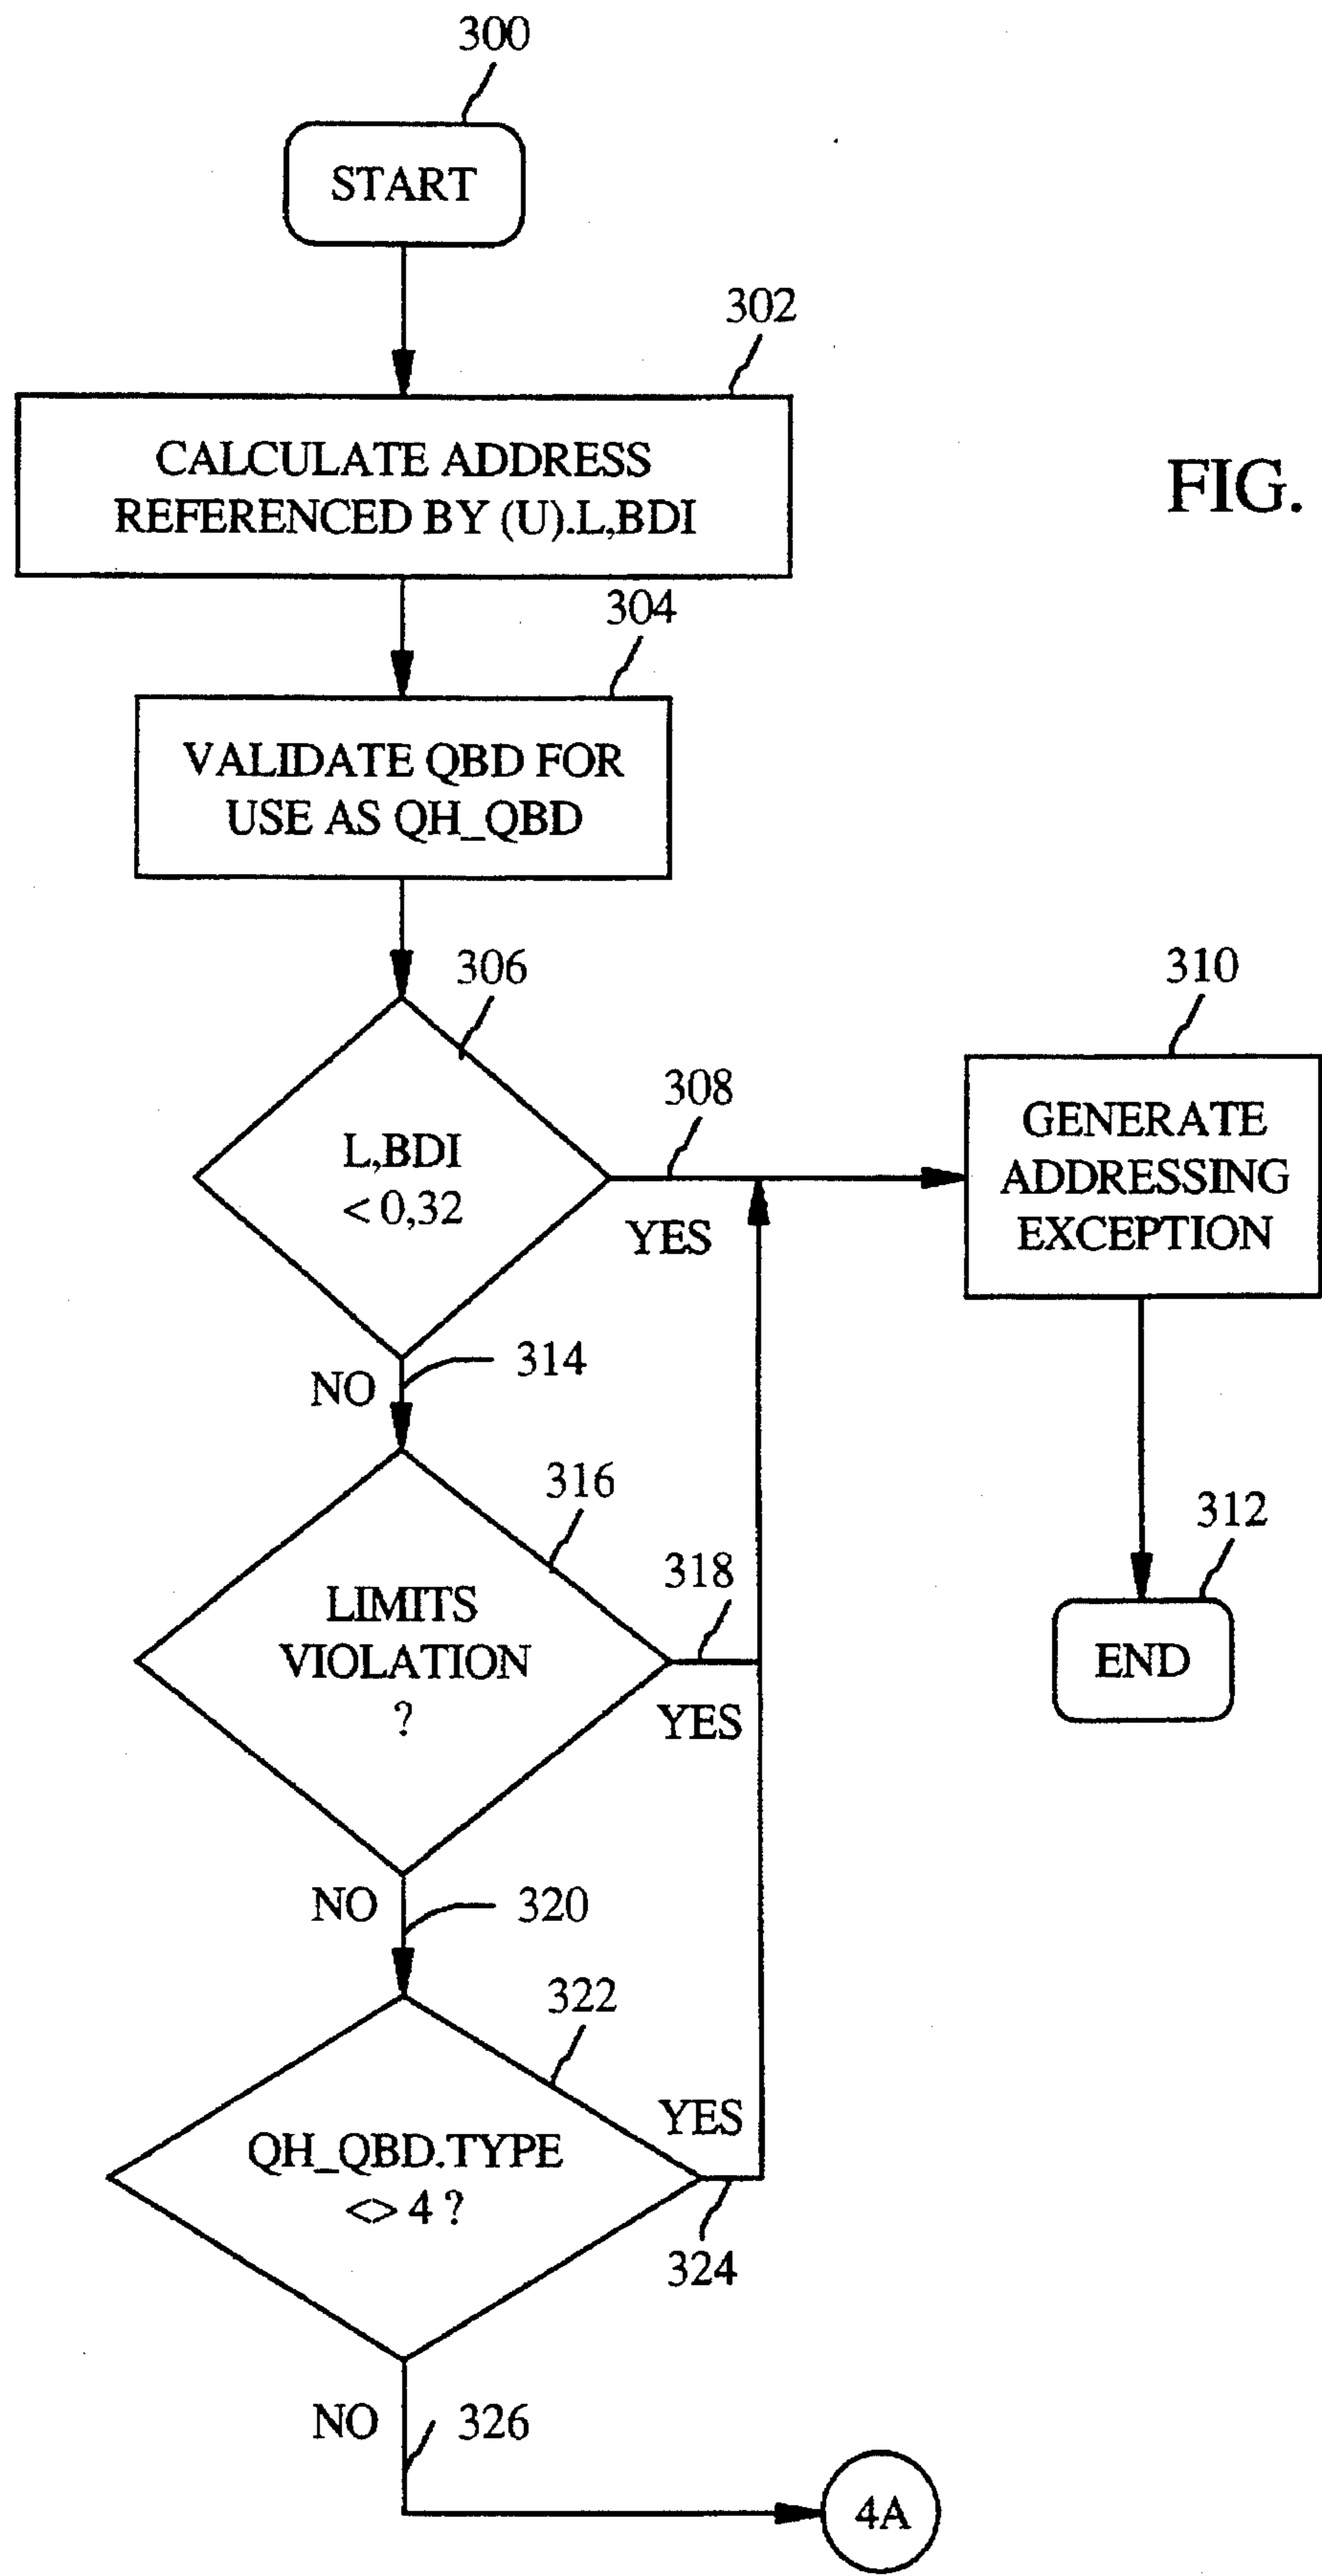 300
START
302
CALCULATE ADDRESS
REFERENCED BY (U).L,BDI
FIG.
304
VALIDATE QBD FOR
USE AS QH_QBD
306
L,BDI
< 0,32
308
YES
310
GENERATE
ADDRESSING
EXCEPTION
NO
314
312
END
316
LIMITS
VIOLATION
?
318
YES
NO
320
322
QH_QBD.TYPE
<> 4 ?
YES
324
NO
326
4A